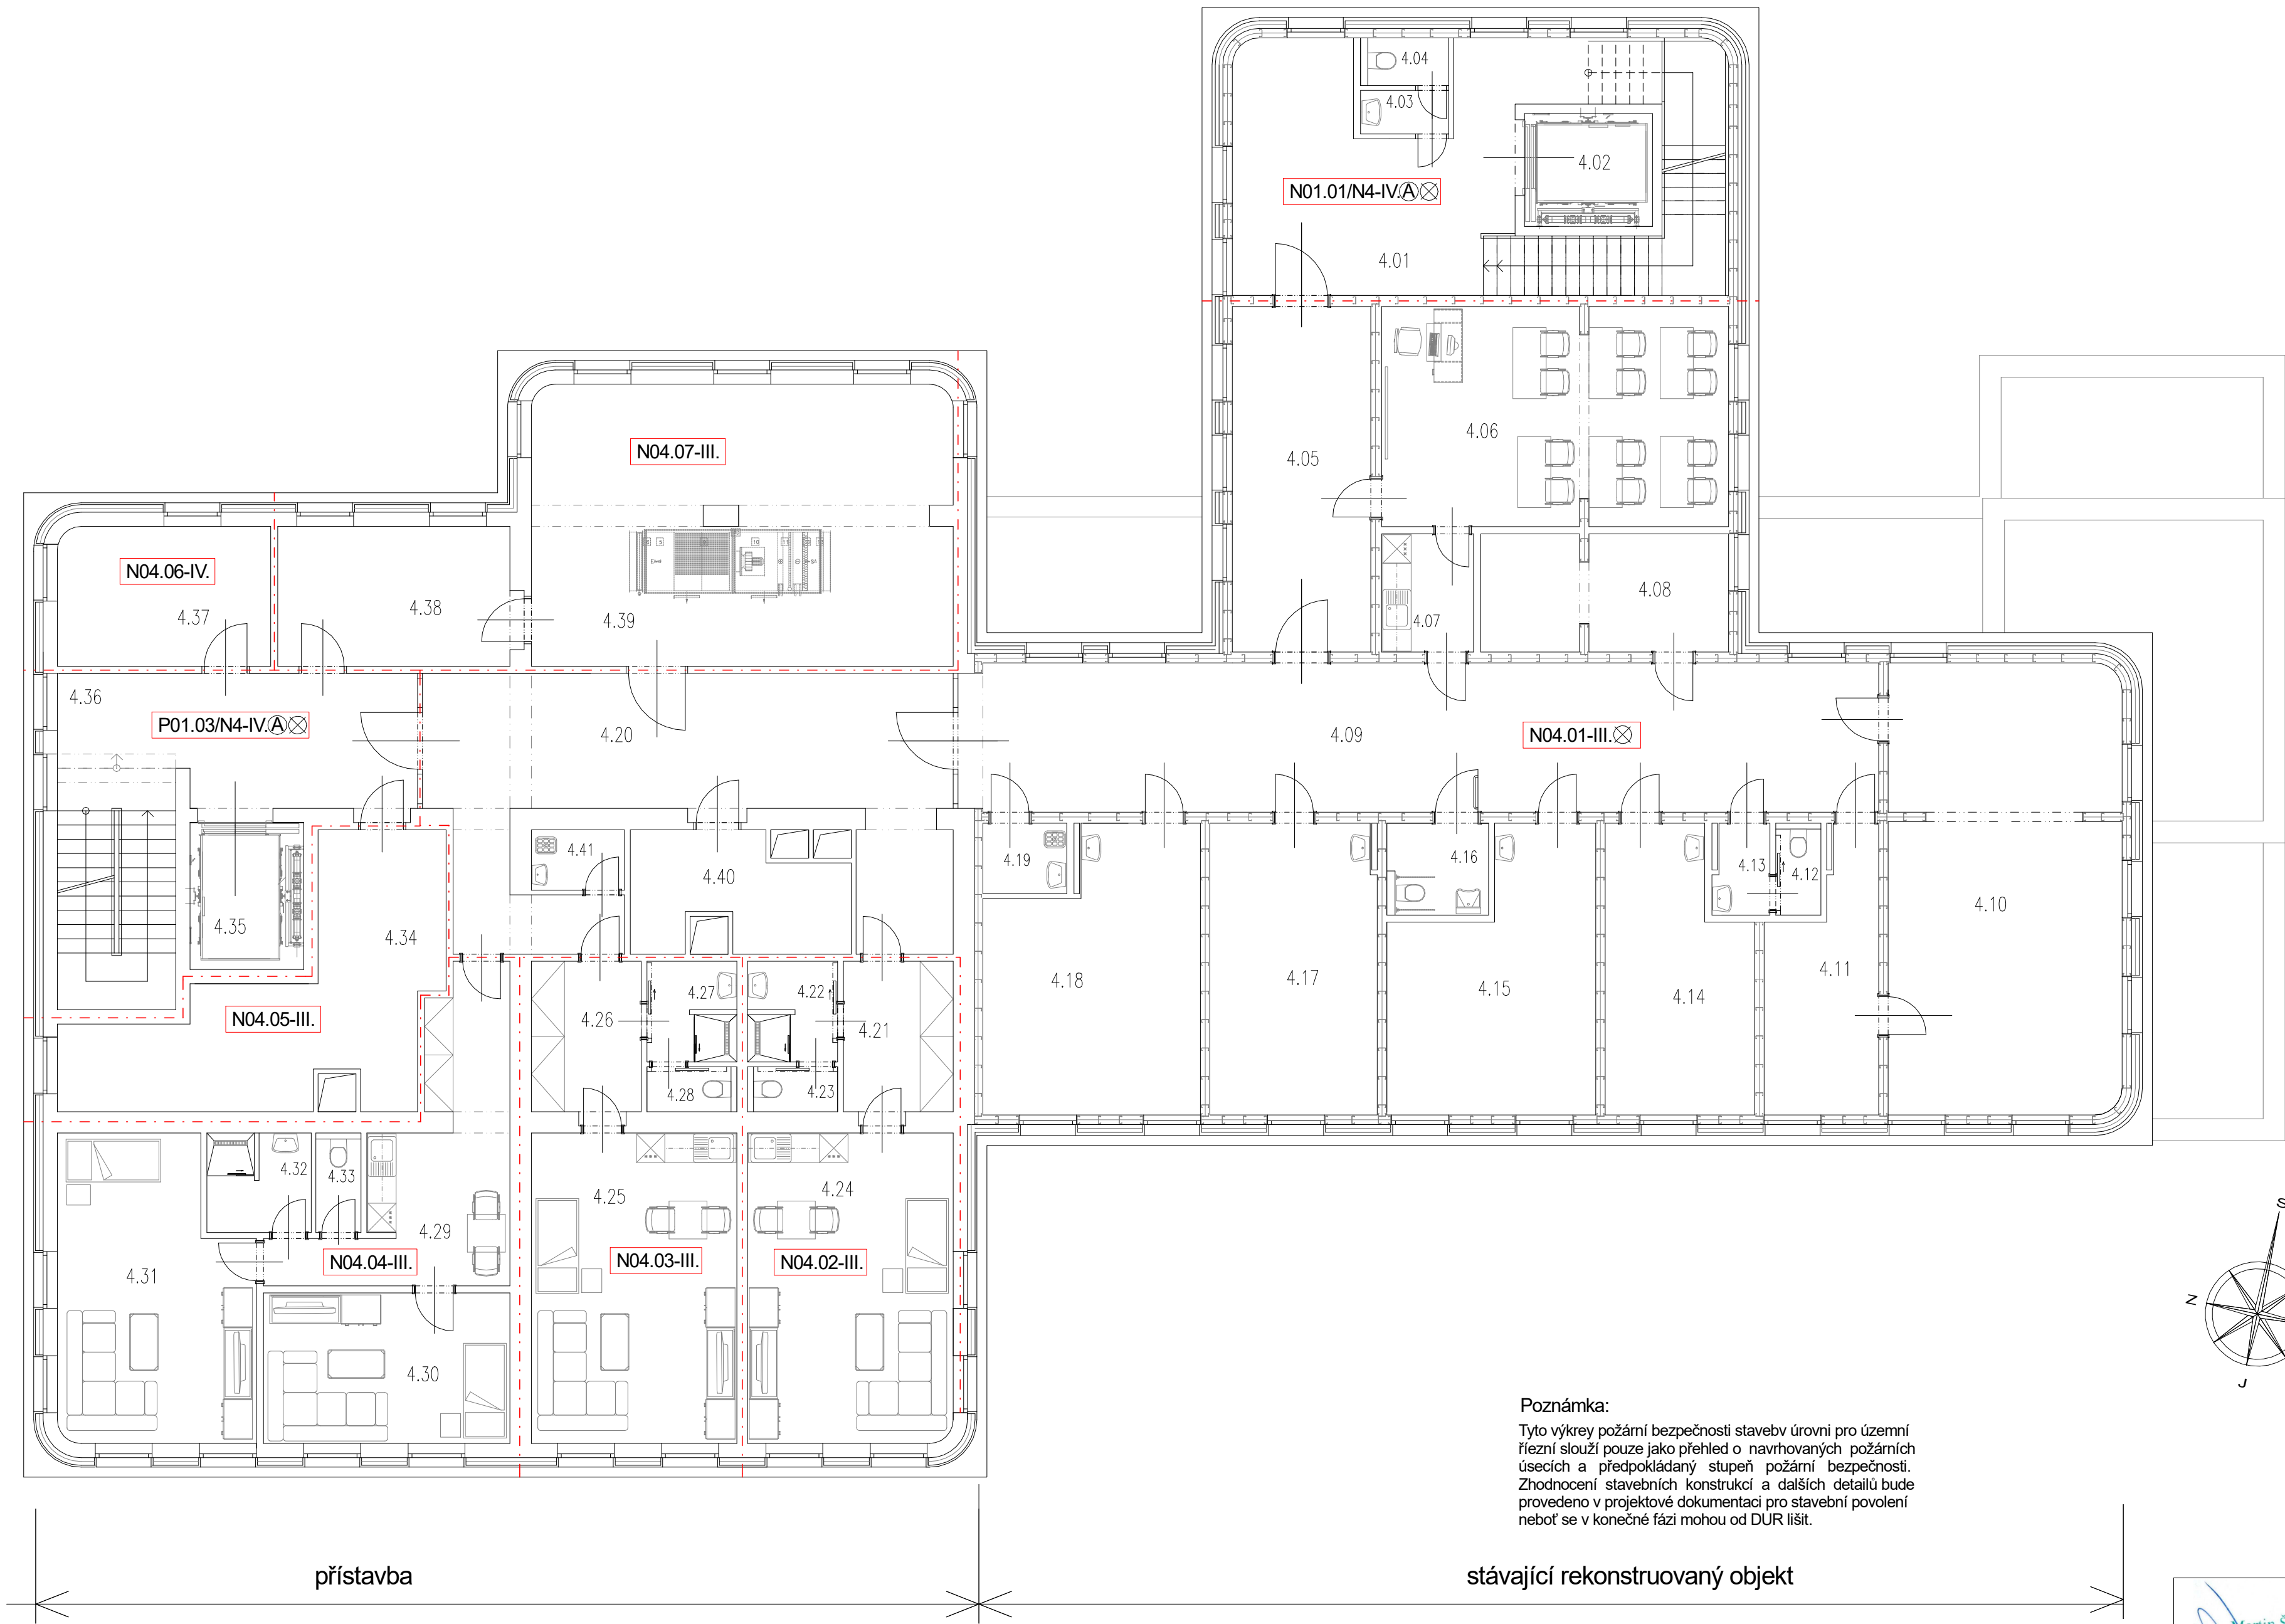 4.04
4.03
4.02
N01.01/N4-IV.Ⓐ⊗
4.01
N04.07-III.
4.05
4.06
N04.06-IV.
4.37
4.38
4.39
4.07
4.08
4.36
P01.03/N4-IV.Ⓐ⊗
4.20
4.09
N04.01-III.⊗
4.41
4.40
4.19
4.16
4.13
4.12
4.10
4.35
4.34
4.18
4.17
4.15
4.14
4.11
N04.05-III.
4.26
4.27
4.22
4.21
4.28
4.23
4.32
4.33
4.29
4.25
4.24
4.31
N04.04-III.
N04.03-III.
N04.02-III.
4.30
S
N
J
Poznámka:
Tyto výkrey požární bezpečnosti stavebv úrovni pro územní
říezní slouží pouze jako přehled o navrhovaných požárních
úsecích a předpokládaný stupeň požární bezpečnosti.
Zhodnocení stavebních konstrukcí a dalších detailů bude
provedeno v projektové dokumentaci pro stavební povolení
neboť se v konečné fázi mohou od DUR lišit.
přístavba
stávající rekonstruovaný objekt